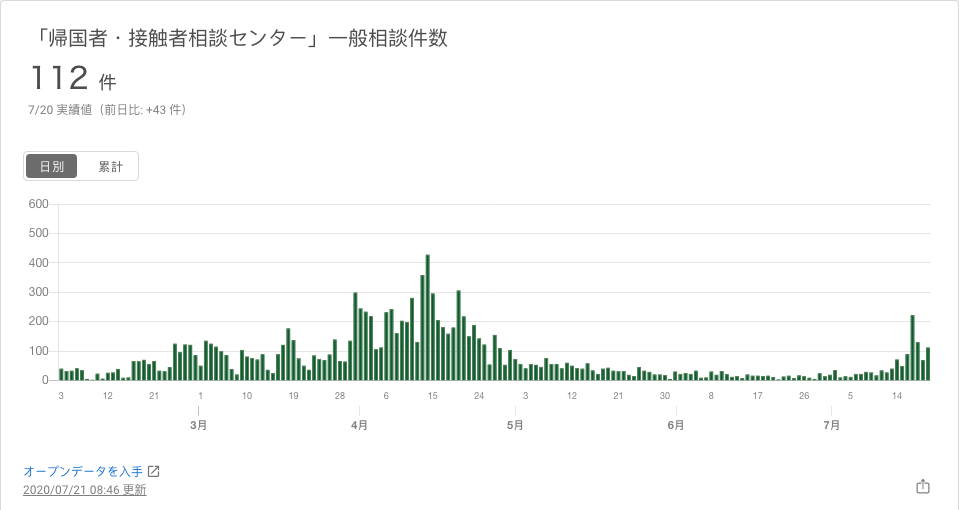 「帰国者・接触者相談センター」一般相談件数
112 件
7/20 実績値（前日比: +43 件）
日別 累計
600
500
400
300
200
100
0
3 12 21 1 10 19 28 6 15 24 3 12 21 30 8 17 26 5 14
3月 4月 5月 6月 7月
オープンデータを入手
2020/07/21 08:46 更新